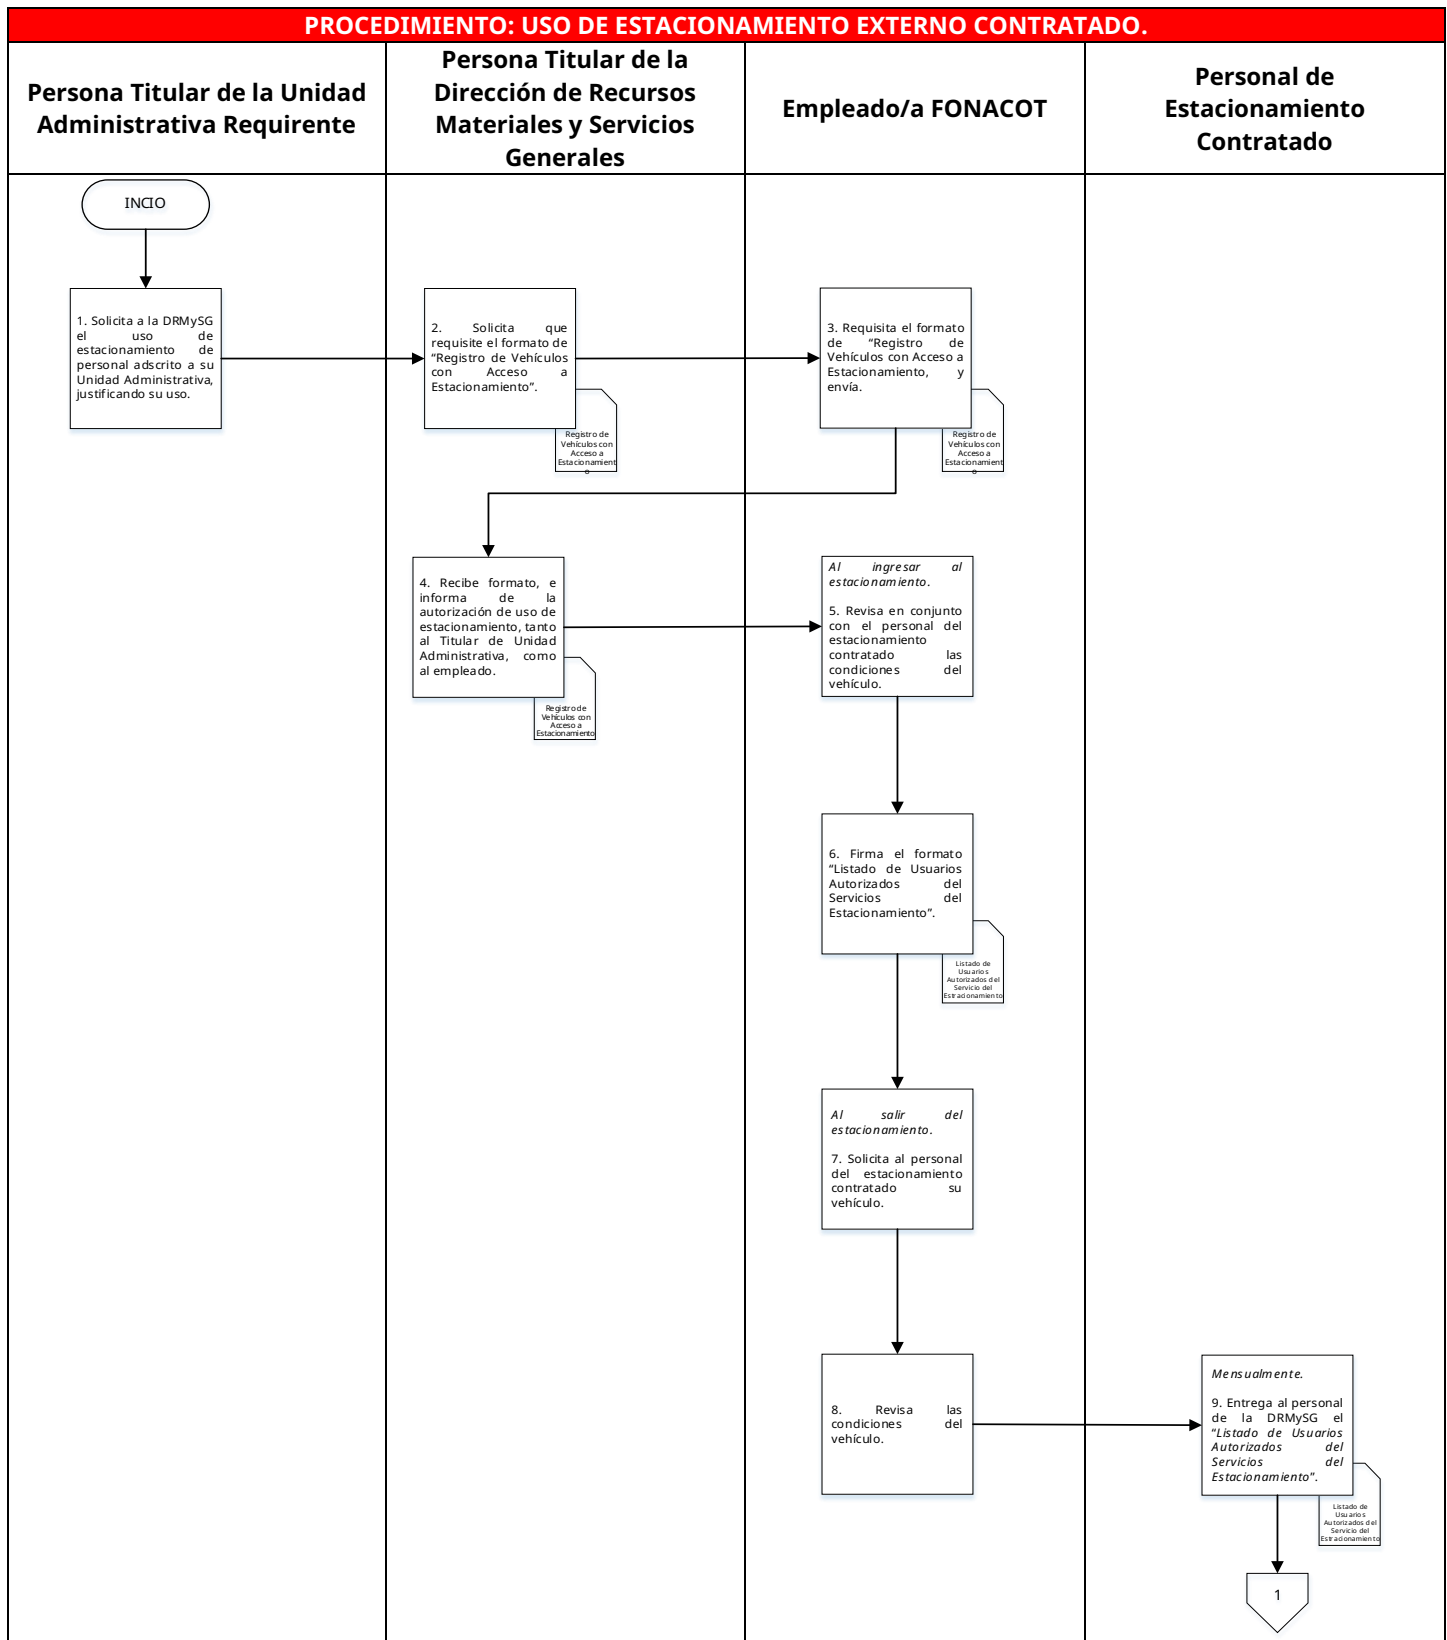 PROCEDIMIENTO: USO DE ESTACIONAMIENTO EXTERNO CONTRATADO.
Persona Titular de la Unidad
Administrativa Requirente
Persona Titular de la
Dirección de Recursos
Materiales y Servicios
Generales
Empleado/a FONACOT
Personal de
Estacionamiento
Contratado
INCIO
1. Solicita a la DRMySG
el uso de
estacionamiento de
personal adscrito a su
Unidad Administrativa,
justificando su uso.
2. Solicita que
requisite el formato de
“Registro de Vehículos
con Acceso a
Estacionamiento”.
Registro de
Vehículos con
Acceso a
Estacionamient
o
3. Requisita el formato
de “Registro de
Vehículos con Acceso a
Estacionamiento, y
envía.
Registro de
Vehículos con
Acceso a
Estacionamient
o
4. Recibe formato, e
informa de la
autorización de uso de
estacionamiento, tanto
al Titular de Unidad
Administrativa, como
al empleado.
Registro de
Vehículos con
Acceso a
Estacionamiento
Al ingresar al
estacionamiento.
5. Revisa en conjunto
con el personal del
estacionamiento
contratado las
condiciones del
vehículo.
6. Firma el formato
“Listado de Usuarios
Autorizados del
Servicios del
Estacionamiento”.
Listado de
Usuarios
Autorizados del
Servicio del
Estracionamiento
Al salir del
estacionamiento.
7. Solicita al personal
del estacionamiento
contratado su
vehículo.
8. Revisa las
condiciones del
vehículo.
Mensualmente.
9. Entrega al personal
de la DRMySG el
“Listado de Usuarios
Autorizados del
Servicios del
Estacionamiento”.
Listado de
Usuarios
Autorizados del
Servicio del
Estracionamiento
1